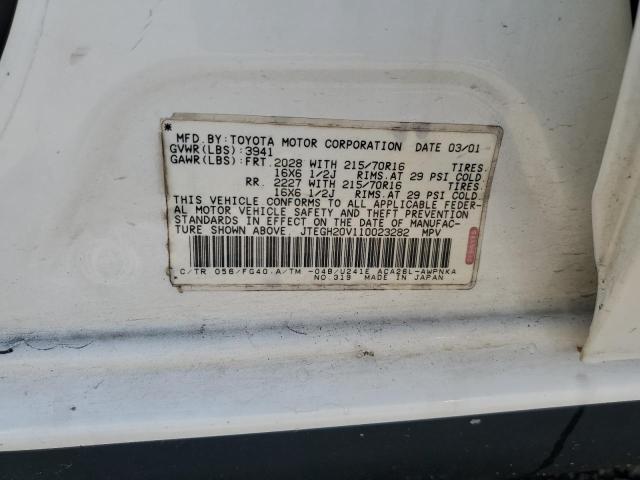 MFD.BY:TOYOTA MOTOR CORPORATION DATE 03/01
GVWR(LBS):3941
GAWR(LBS):FRT. 2028 WITH 215/70R16 TIRES
16X6 1/2J RIMS.AT 29 PSI COLD.
RR. 2227 WITH 215/70R16 TIRES
16X6 1/2J RIMS.AT 29 PSI COLD.
THIS VEHICLE CONFORMS TO ALL APPLICABLE FEDER-
AL MOTOR VEHICLE SAFETY AND THEFT PREVENTION
STANDARDS IN EFFECT ON THE DATE OF MANUFAC-
TURE SHOWN ABOVE. JTEGH20V110023282 MPV
C/TR 056/FG40.A/TM -04B/U241E ACA26L-AWPNKA
NO.319 MADE IN JAPAN